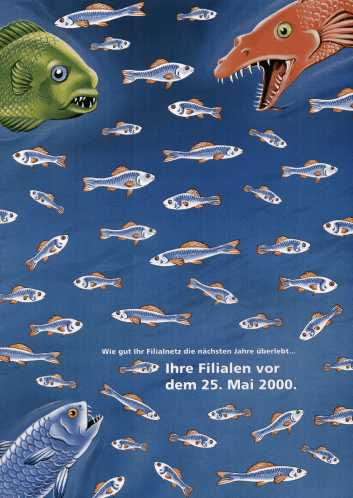 Wie gut Ihr Filialnetz die nächsten Jahre überlebt...
Ihre Filialen vor
dem 25. Mai 2000.